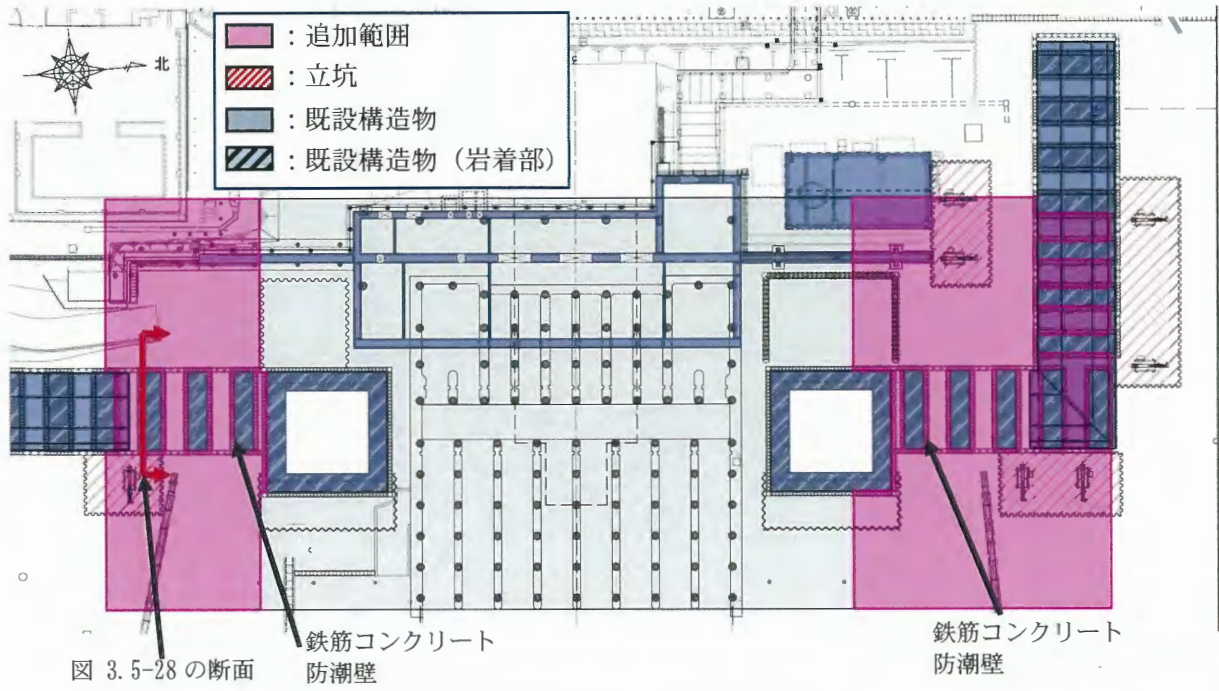 北
：追加範囲
：立坑
：既設構造物
：既設構造物（岩着部）
図 3.5-28 の断面
鉄筋コンクリート
防潮壁
鉄筋コンクリート
防潮壁